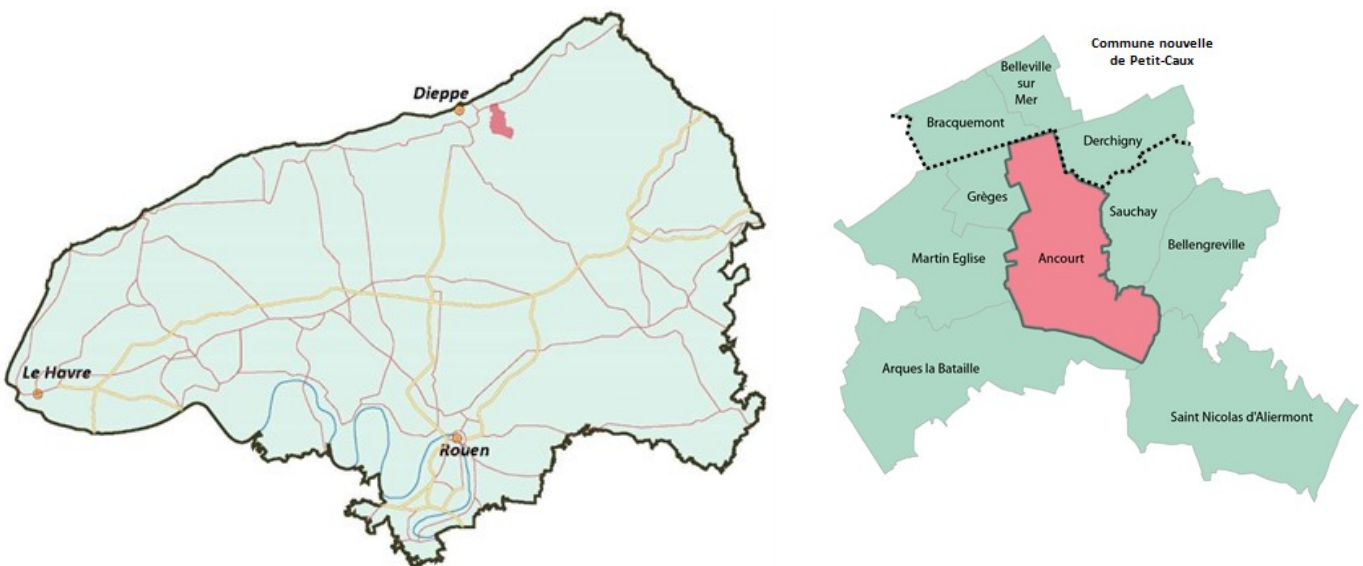 Dieppe
Le Havre
Rouen
Commune nouvelle
de Petit-Caux
Belleville
sur
Mer
Bracquemont
Derchigny
Grèges
Sauchay
Bellengreville
Martin Eglise
Ancourt
Arques la Bataille
Saint Nicolas d'Aliermont